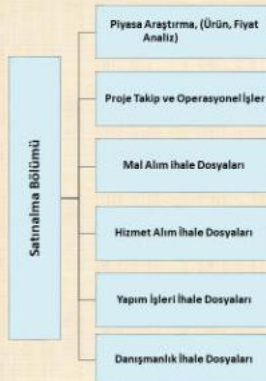 Satınalma Bölümü
Piyasa Araştırma, (Ürün, Fiyat
Analiz)
Proje Takip ve Operasyonel İşler
Mal Alım ihale Dosyaları
Hizmet Alım İhale Dosyaları
Yapım İşleri İhale Dosyaları
Danışmanlık İhale Dosyaları